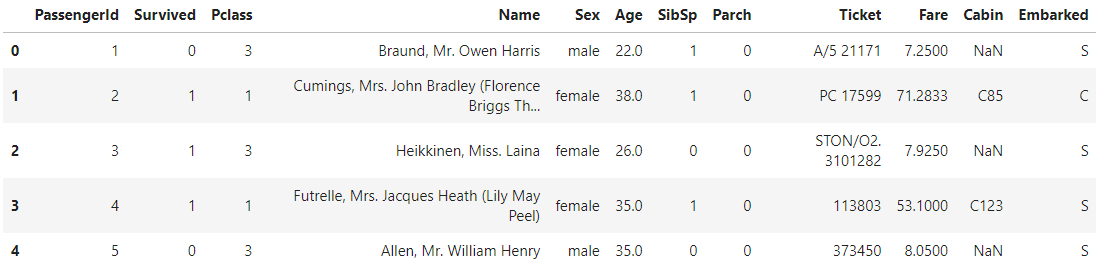 PassengerId Survived Pclass Name Sex Age SibSp Parch Ticket Fare Cabin Embarked
0 1 0 3 Braund, Mr. Owen Harris male 22.0 1 0 A/5 21171 7.2500 NaN S
1 2 1 1 Cumings, Mrs. John Bradley (Florence Briggs Th... female 38.0 1 0 PC 17599 71.2833 C85 C
2 3 1 3 Heikkinen, Miss. Laina female 26.0 0 0 STON/O2. 3101282 7.9250 NaN S
3 4 1 1 Futrelle, Mrs. Jacques Heath (Lily May Peel) female 35.0 1 0 113803 53.1000 C123 S
4 5 0 3 Allen, Mr. William Henry male 35.0 0 0 373450 8.0500 NaN S